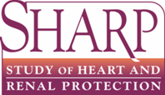 SHARP
STUDY OF HEART AND
RENAL PROTECTION